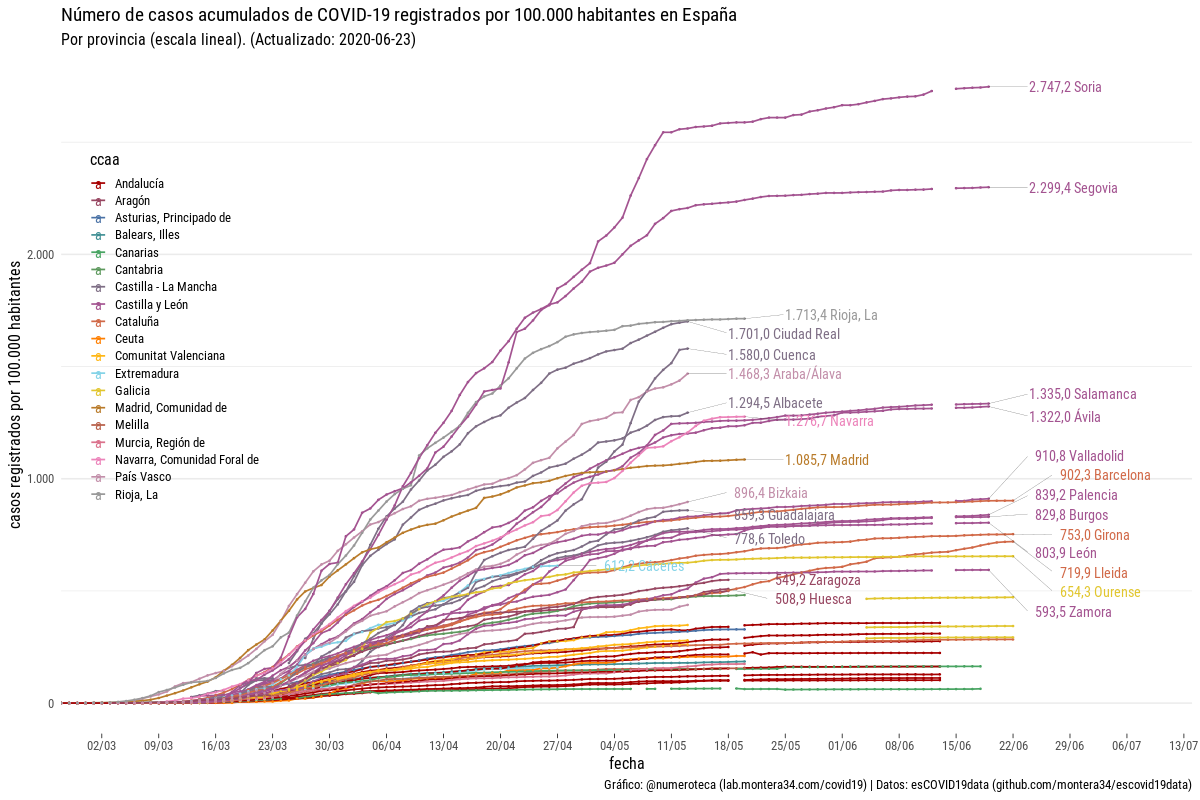 Número de casos acumulados de COVID-19 registrados por 100.000 habitantes en España
Por provincia (escala lineal). (Actualizado: 2020-06-23)
casos registrados por 100.000 habitantes
2.000
1.000
0
ccaa
Andalucía
Aragón
Asturias, Principado de
Balears, Illes
Canarias
Cantabria
Castilla - La Mancha
Castilla y León
Cataluña
Ceuta
Comunitat Valenciana
Extremadura
Galicia
Madrid, Comunidad de
Melilla
Murcia, Región de
Navarra, Comunidad Foral de
País Vasco
Rioja, La
2.747,2 Soria
2.299,4 Segovia
1.713,4 Rioja, La
1.701,0 Ciudad Real
1.580,0 Cuenca
1.468,3 Araba/Álava
1.335,0 Salamanca
1.294,5 Albacete
1.322,0 Ávila
1.276,7 Navarra
910,8 Valladolid
1.085,7 Madrid
902,3 Barcelona
896,4 Bizkaia
839,2 Palencia
859,3 Guadalajara
829,8 Burgos
778,6 Toledo
753,0 Girona
803,9 León
612,2 Cáceres
719,9 Lleida
549,2 Zaragoza
654,3 Ourense
508,9 Huesca
593,5 Zamora
02/03 09/03 16/03 23/03 30/03 06/04 13/04 20/04 27/04 04/05 11/05 18/05 25/05 01/06 08/06 15/06 22/06 29/06 06/07 13/07
fecha
Gráfico: @numeroteca (lab.montera34.com/covid19) | Datos: esCOVID19data (github.com/montera34/escovid19data)